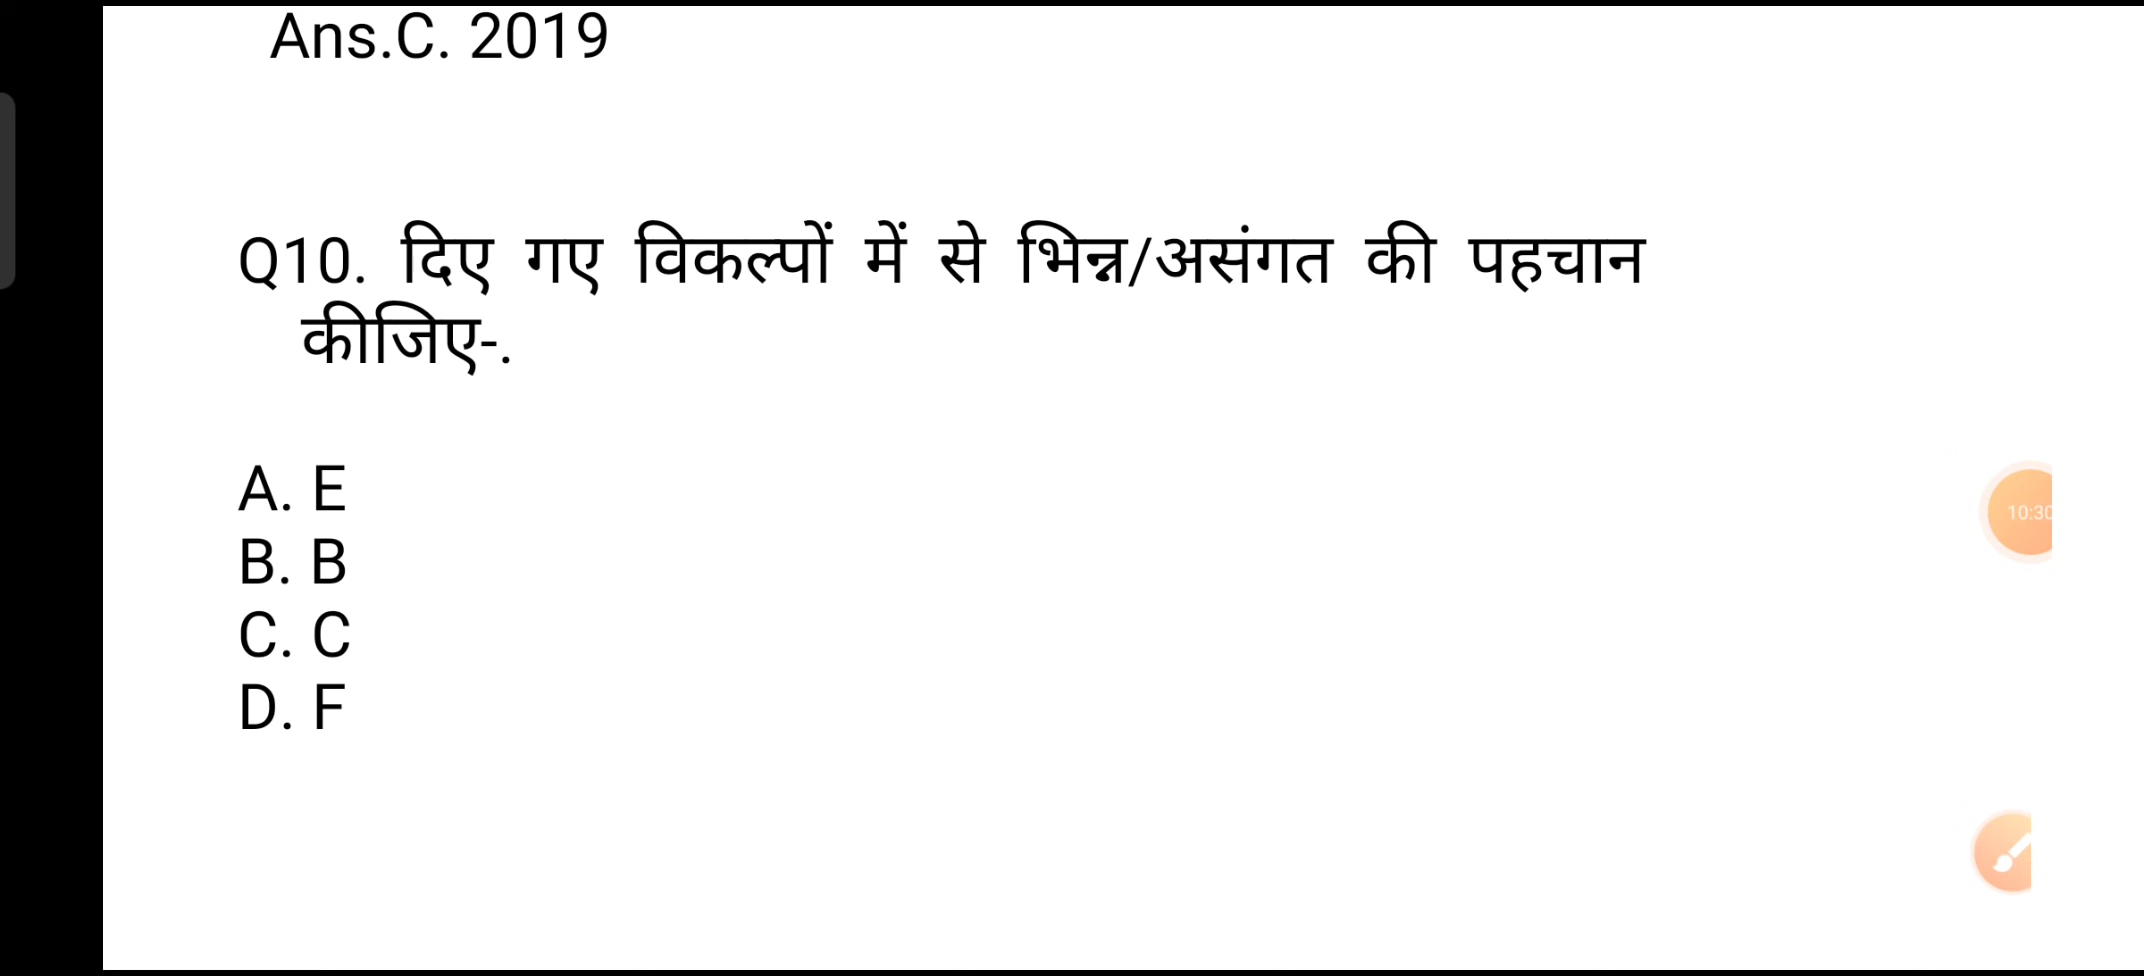 Ans.C. 2019
Q10. दिए गए विकल्पों में से भिन्न/असंगत की पहचान
कीजिए-.
A. E
B. B
C. C
D. F
10:30